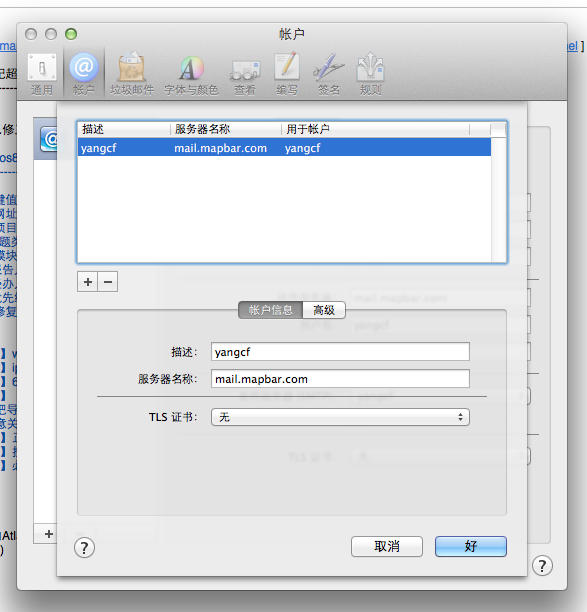 帐户
通用 帐户 垃圾邮件 字体与颜色 查看 编写 签名 规则
描述 服务器名称 用于帐户
yangcf mail.mapbar.com yangcf
+ −
帐户信息 高级
描述: yangcf
服务器名称: mail.mapbar.com
TLS 证书: 无
TLS 证书:
+
? 取消 好
?